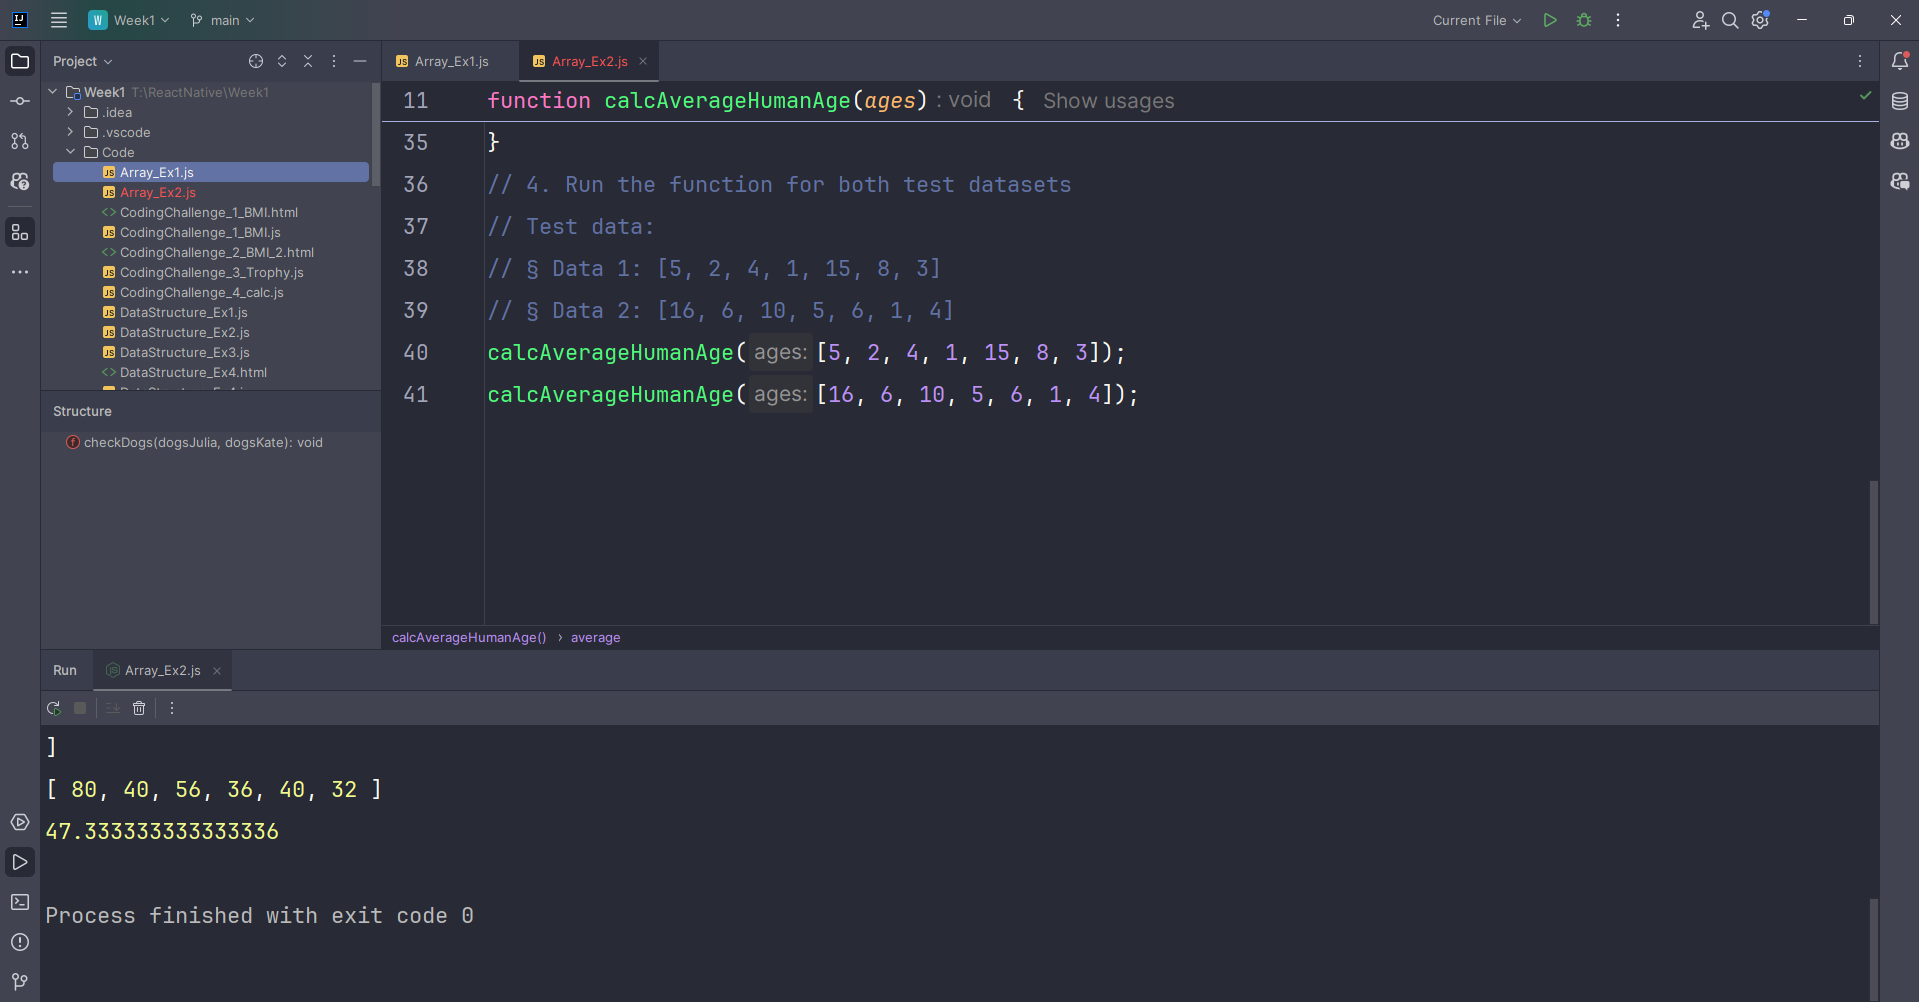 W Week1 main Current File
Project
Array_Ex1.js Array_Ex2.js
Week1 T:\ReactNative\Week1
.idea
.vscode
Code
Array_Ex1.js
Array_Ex2.js
CodingChallenge_1_BMI.html
CodingChallenge_1_BMI.js
CodingChallenge_2_BMI_2.html
CodingChallenge_3_Trophy.js
CodingChallenge_4_calc.js
DataStructure_Ex1.js
DataStructure_Ex2.js
DataStructure_Ex3.js
DataStructure_Ex4.html
Structure
checkDogs(dogsJulia, dogsKate): void
11 function calcAverageHumanAge(ages) : void { Show usages
35 }
36 // 4. Run the function for both test datasets
37 // Test data:
38 // § Data 1: [5, 2, 4, 1, 15, 8, 3]
39 // § Data 2: [16, 6, 10, 5, 6, 1, 4]
40 calcAverageHumanAge( ages: [5, 2, 4, 1, 15, 8, 3]);
41 calcAverageHumanAge( ages: [16, 6, 10, 5, 6, 1, 4]);
calcAverageHumanAge() › average
Run Array_Ex2.js
]
[ 80, 40, 56, 36, 40, 32 ]
47.333333333333336
Process finished with exit code 0